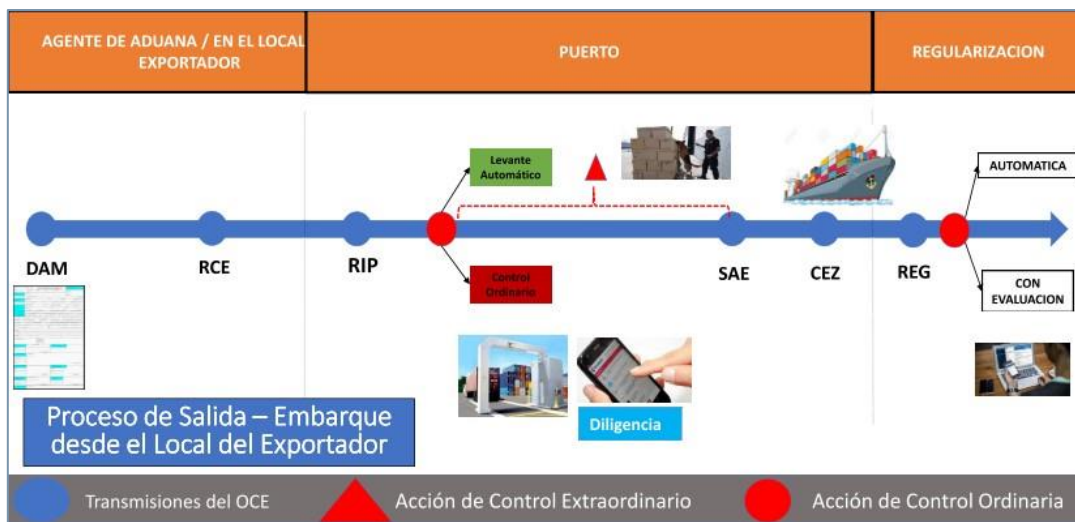 AGENTE DE ADUANA / EN EL LOCAL
EXPORTADOR
PUERTO
REGULARIZACION
Levante
Automático
AUTOMATICA
DAM
RCE
RIP
Control
Ordinario
SAE
CEZ
REG
CON
EVALUACION
Diligencia
Proceso de Salida – Embarque
desde el Local del Exportador
Transmisiones del OCE
Acción de Control Extraordinario
Acción de Control Ordinaria